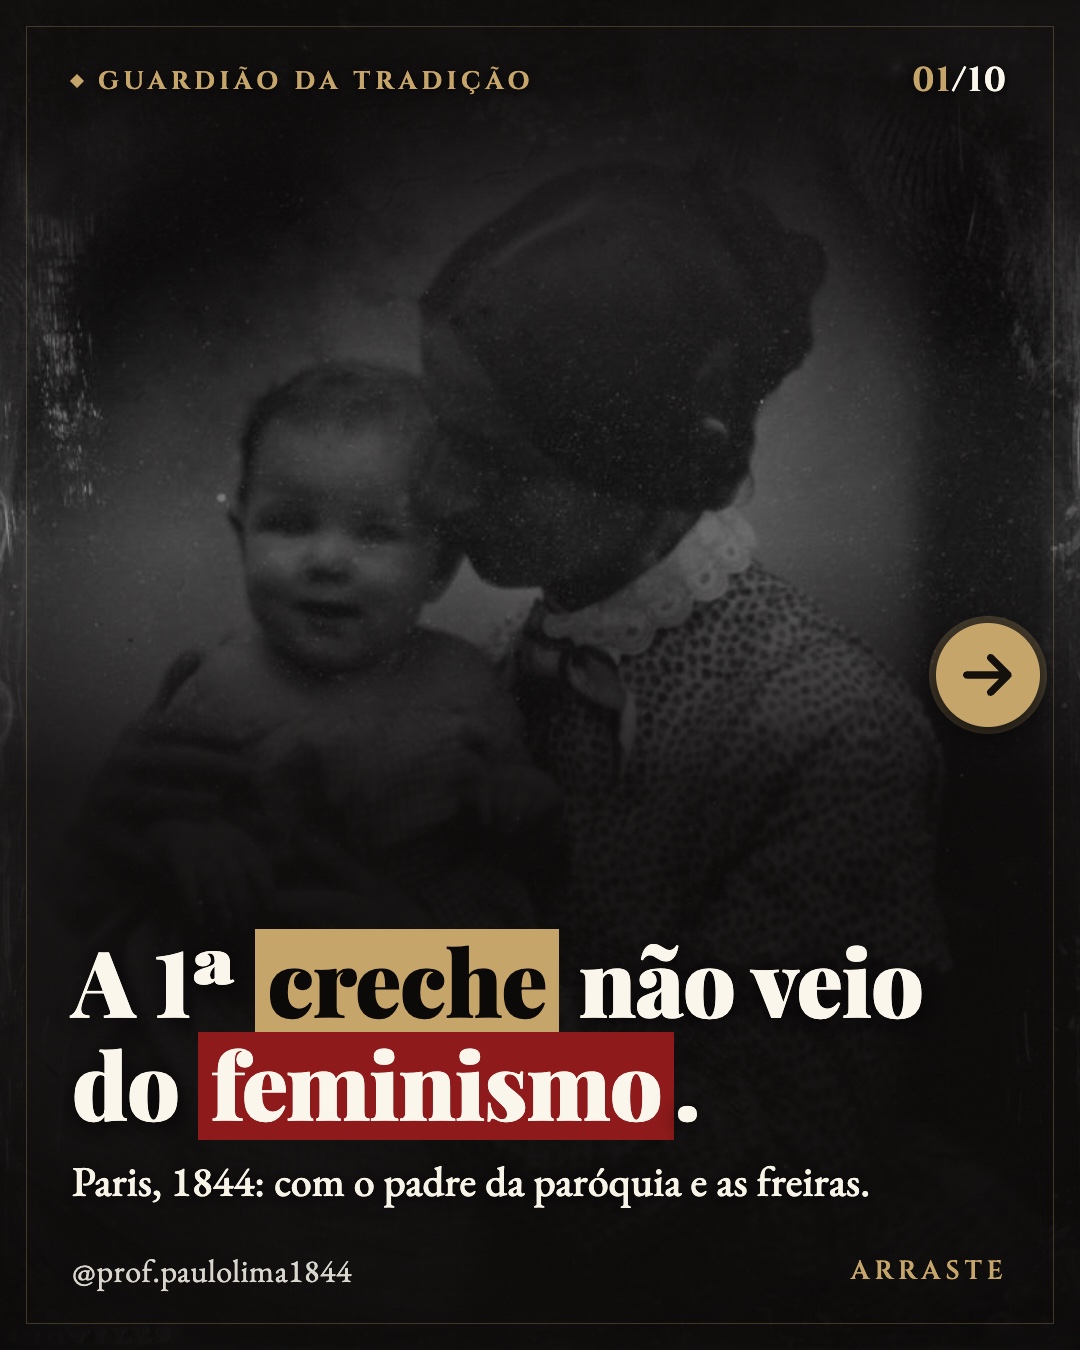 GUARDIÃO DA TRADIÇÃO
01/10
A 1ª creche não veio
do feminismo.
Paris, 1844: com o padre da paróquia e as freiras.
@prof.paulolima1844
ARRASTE